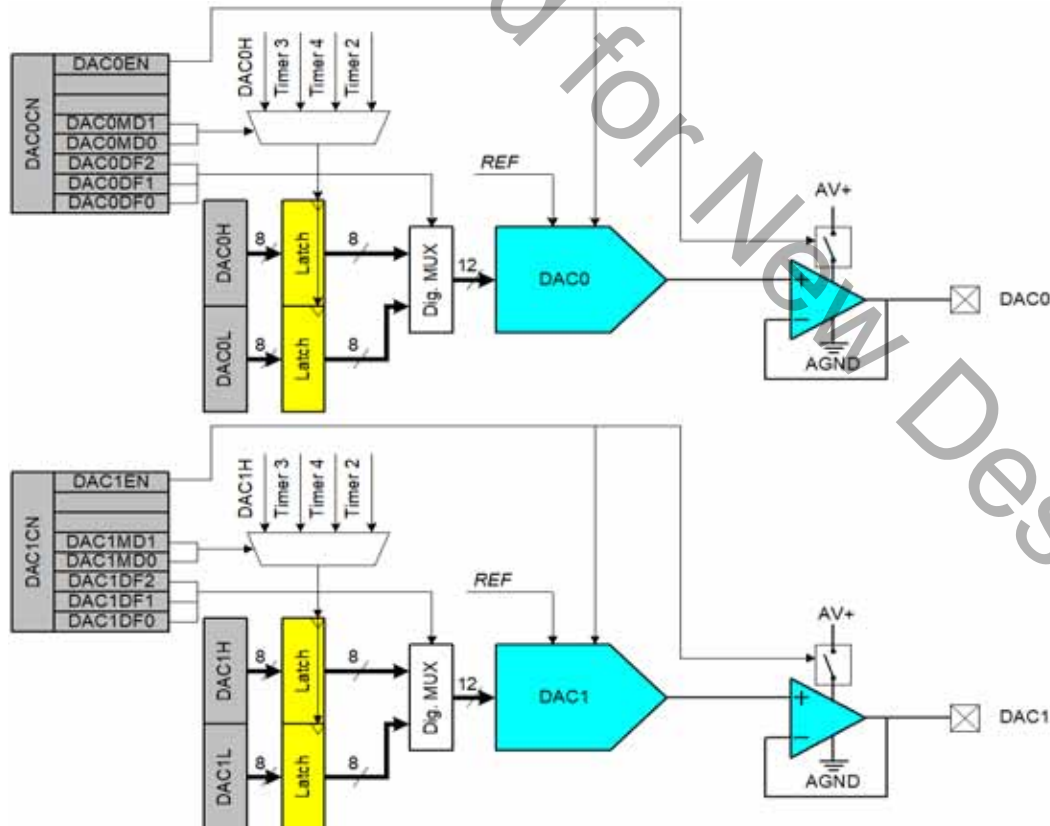 DAC0CN
DAC0EN
DAC0MD1
DAC0MD0
DAC0DF2
DAC0DF1
DAC0DF0
DAC0H
Timer 3
Timer 4
Timer 2
DAC0H
DAC0L
8
8
Latch
Latch
8
8
Dig. MUX
12
REF
DAC0
AV+
+
−
AGND
DAC0
DAC1CN
DAC1EN
DAC1MD1
DAC1MD0
DAC1DF2
DAC1DF1
DAC1DF0
DAC1H
Timer 3
Timer 4
Timer 2
DAC1H
DAC1L
8
8
Latch
Latch
8
8
Dig. MUX
12
REF
DAC1
AV+
+
−
AGND
DAC1
d for New Des